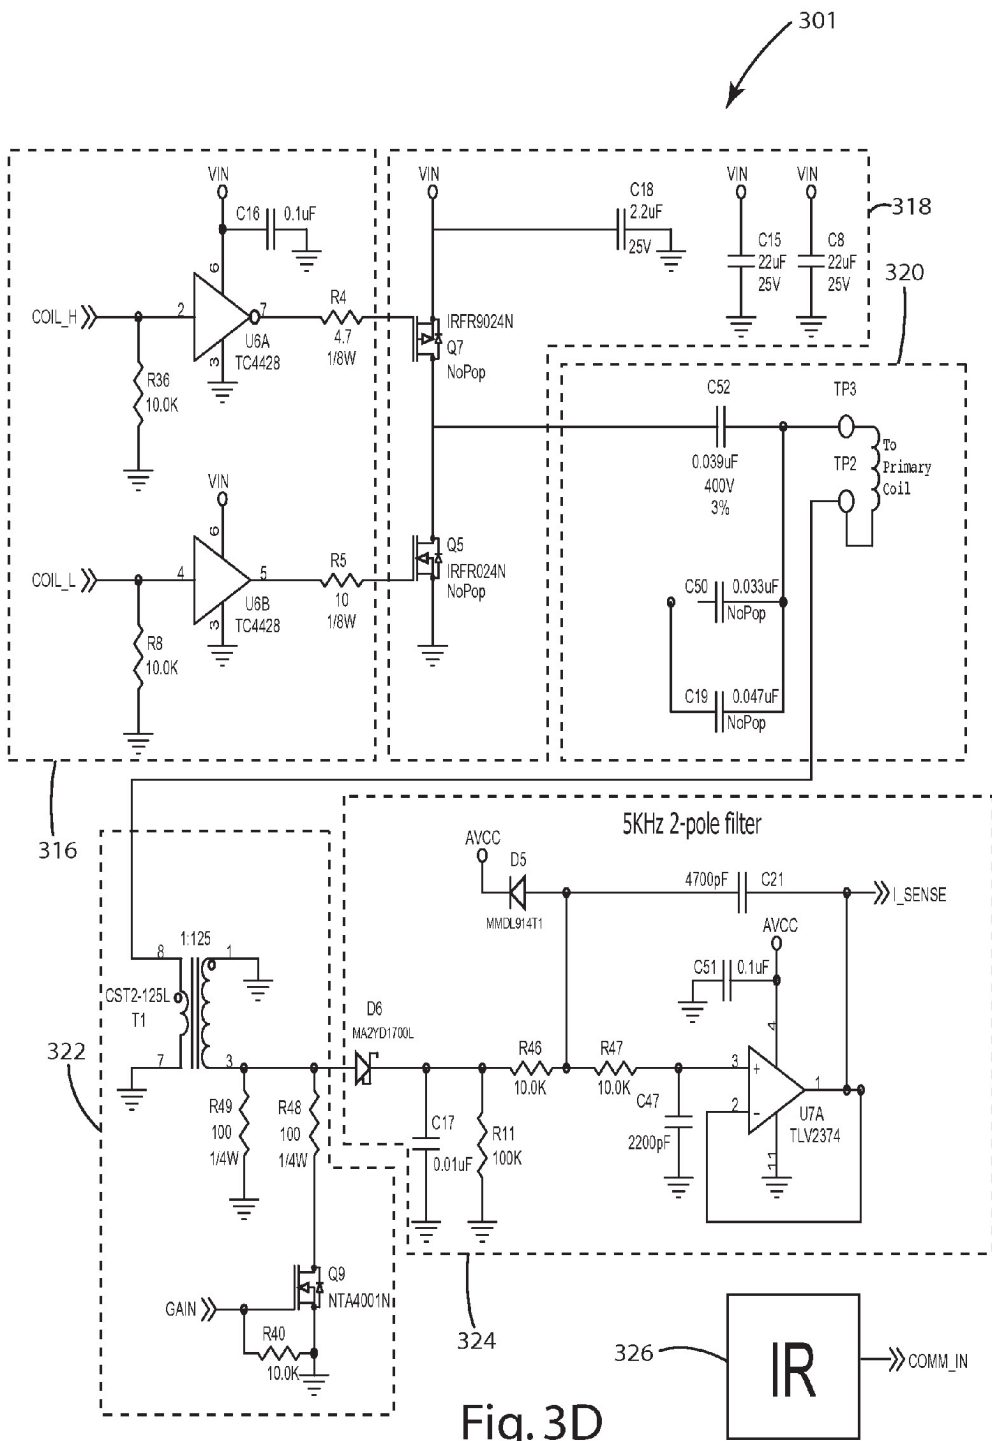 301
VIN
C16 0.1uF
6
COIL_H
2
7
R4
4.7
1/8W
U6A
TC4428
3
R36
10.0K
VIN
6
COIL_L
4
5
R5
10
1/8W
U6B
TC4428
3
R8
10.0K
316
VIN
C18
2.2uF
25V
VIN
C15
22uF
25V
VIN
C8
22uF
25V
318
IRFR9024N
Q7
NoPop
Q5
IRFR024N
NoPop
320
C52
0.039uF
400V
3%
TP3
TP2
To
Primary
Coil
C50 0.033uF
NoPop
C19 0.047uF
NoPop
5KHz 2-pole filter
AVCC
D5
MMDL914T1
4700pF C21
I_SENSE
AVCC
C51 0.1uF
4
1:125
8
1
CST2-125L
T1
7
3
322
D6
MA2YD1700L
R46
10.0K
R47
10.0K
3
+
2
-
1
U7A
TLV2374
11
C47
2200pF
R49
100
1/4W
R48
100
1/4W
C17
0.01uF
R11
100K
GAIN
Q9
NTA4001N
R40
10.0K
324
326
IR
COMM_IN
Fig. 3D